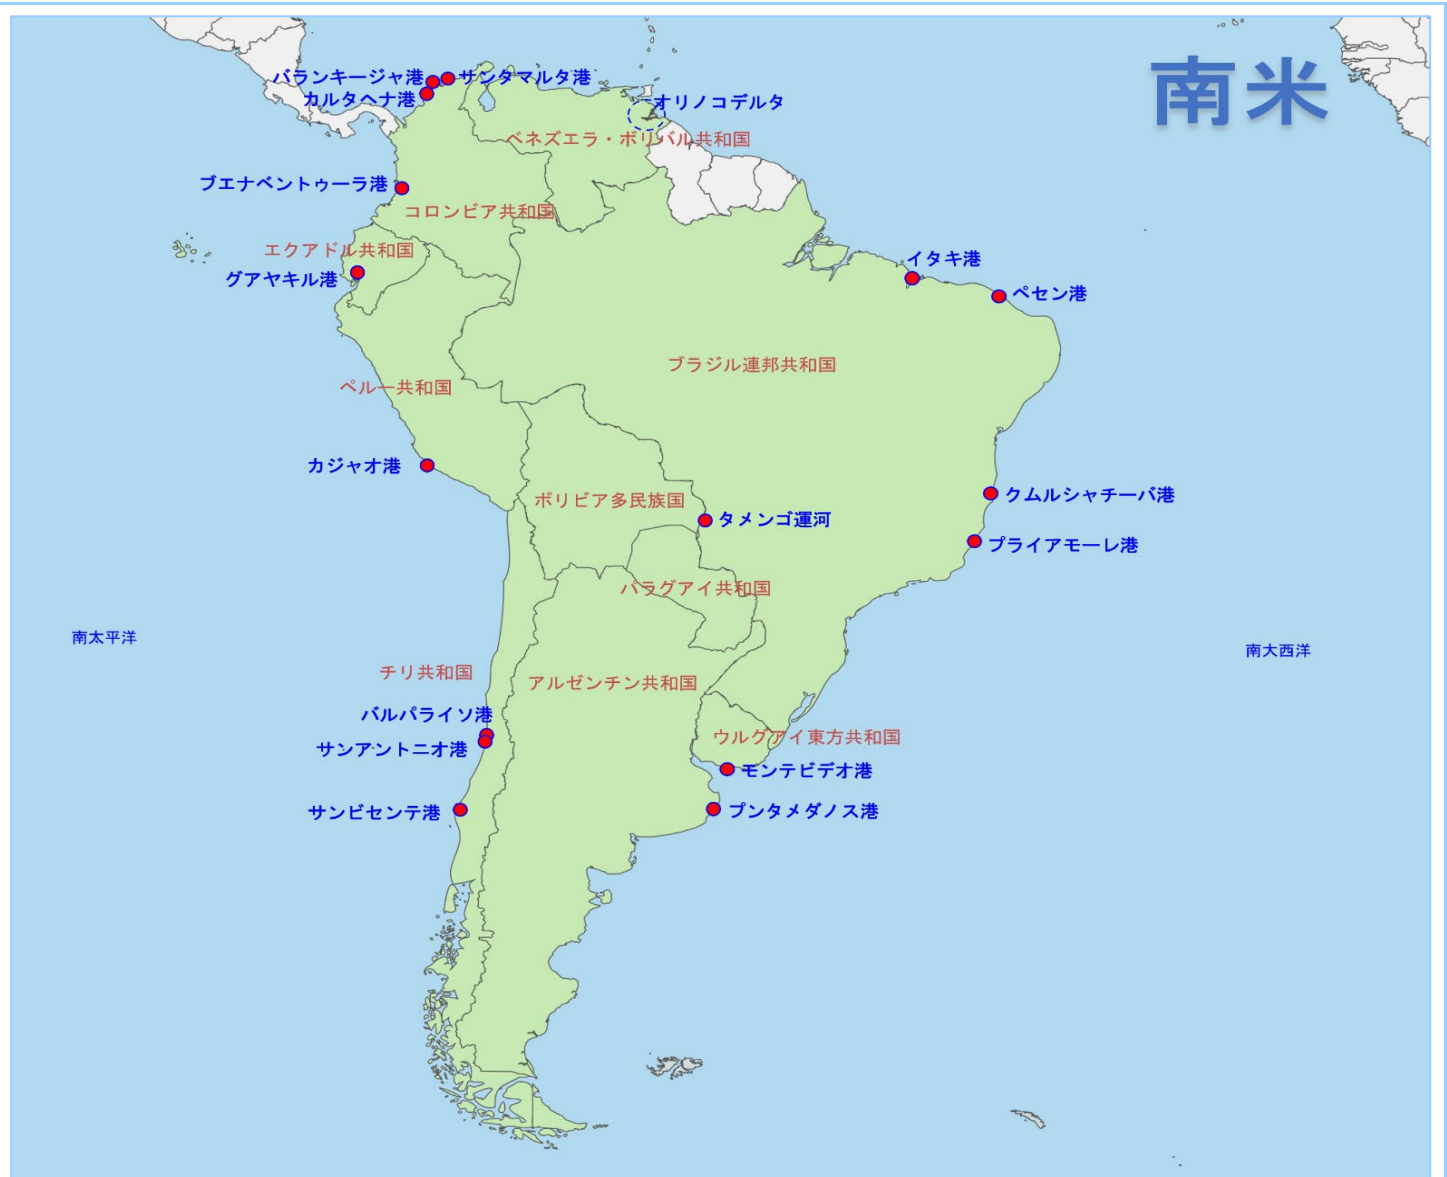 南米
バランキージャ港
サンタマルタ港
カルタヘナ港
オリノコデルタ
ベネズエラ・ボリバル共和国
ブエナベントゥーラ港
コロンビア共和国
エクアドル共和国
グアヤキル港
イタキ港
ペセン港
ブラジル連邦共和国
ペルー共和国
カジャオ港
ボリビア多民族国
クムルシャチーバ港
タメンゴ運河
プライアモーレ港
パラグアイ共和国
南太平洋
南大西洋
チリ共和国
アルゼンチン共和国
バルパライソ港
ウルグアイ東方共和国
サンアントニオ港
モンテビデオ港
サンビセンテ港
プンタメダノス港